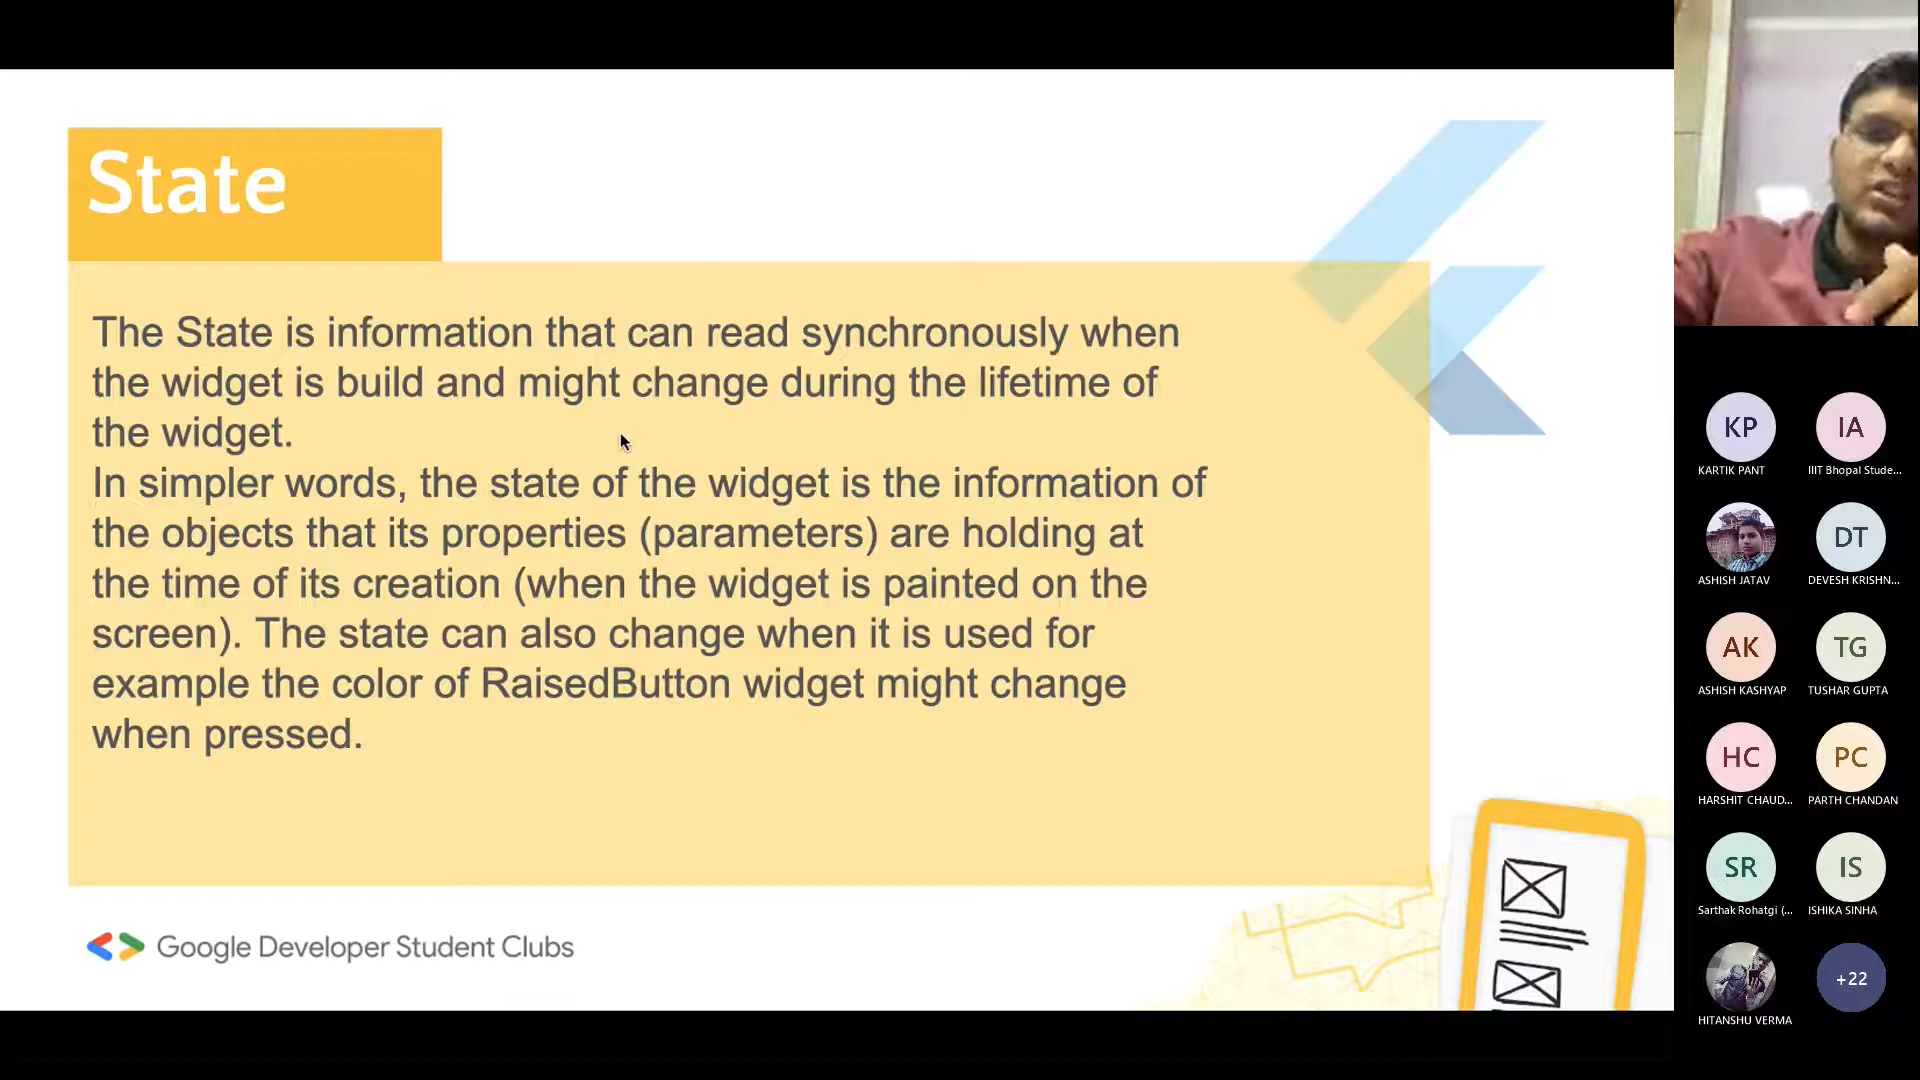 State
The State is information that can read synchronously when
the widget is build and might change during the lifetime of
the widget.
In simpler words, the state of the widget is the information of
the objects that its properties (parameters) are holding at
the time of its creation (when the widget is painted on the
screen). The state can also change when it is used for
example the color of RaisedButton widget might change
when pressed.
Google Developer Student Clubs
KP
KARTIK PANT
IA
IIIT Bhopal Stude...
ASHISH JATAV
DT
DEVESH KRISHN...
AK
ASHISH KASHYAP
TG
TUSHAR GUPTA
HC
HARSHIT CHAUD...
PC
PARTH CHANDAN
SR
Sarthak Rohatgi (...
IS
ISHIKA SINHA
HITANSHU VERMA
+22